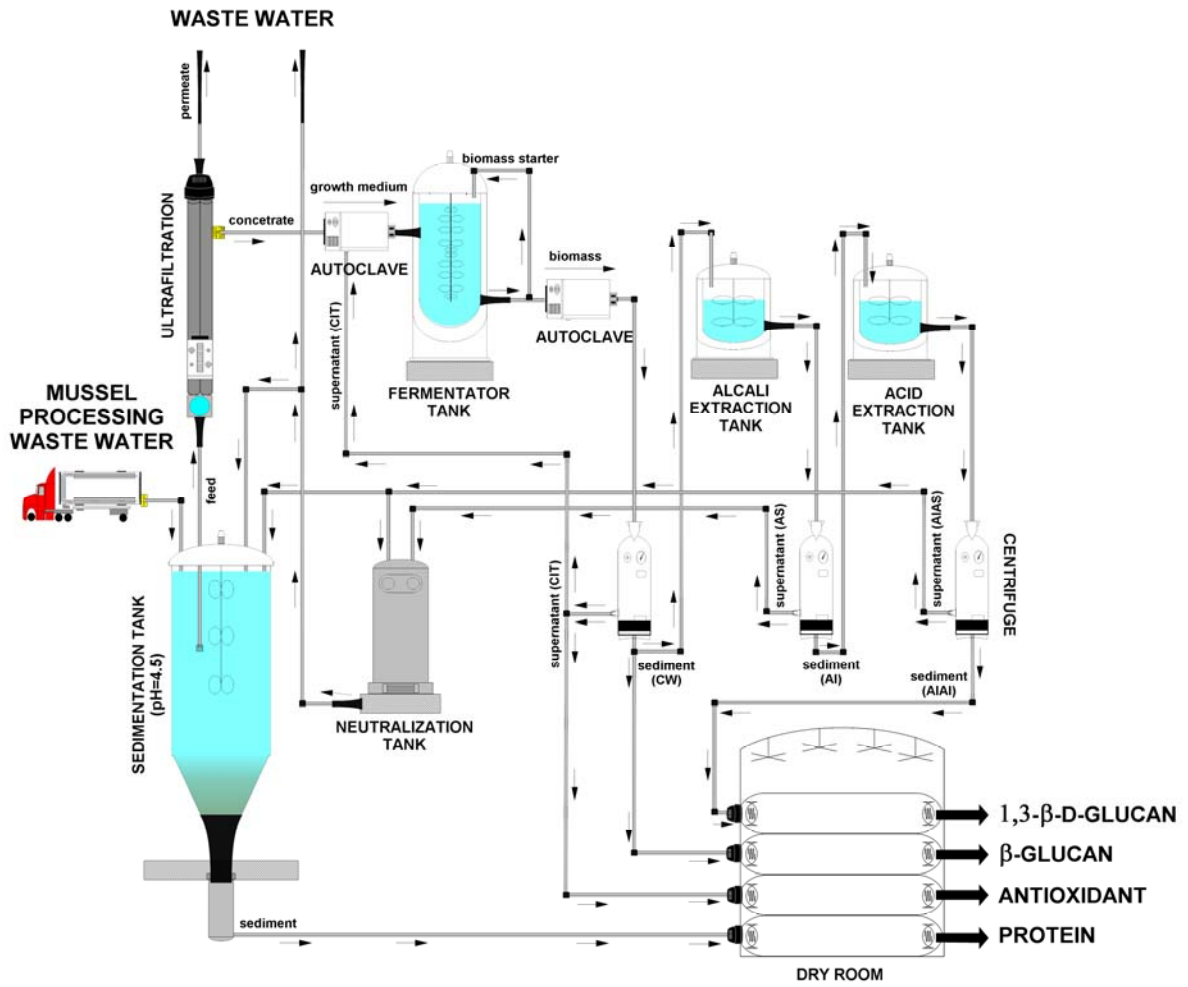 WASTE WATER
permeate
ULTRAFILTRATION
concetrate
growth medium
AUTOCLAVE
supernatant (CIT)
biomass starter
FERMENTATOR
TANK
biomass
AUTOCLAVE
ALCALI
EXTRACTION
TANK
ACID
EXTRACTION
TANK
MUSSEL
PROCESSING
WASTE WATER
feed
SEDIMENTATION TANK
(pH=4.5)
NEUTRALIZATION
TANK
supernatant (CIT)
supernatant (AS)
supernatant (AIAS)
CENTRIFUGE
sediment
(CW)
sediment
(AI)
sediment
(AIAI)
1,3-β-D-GLUCAN
β-GLUCAN
ANTIOXIDANT
PROTEIN
sediment
DRY ROOM